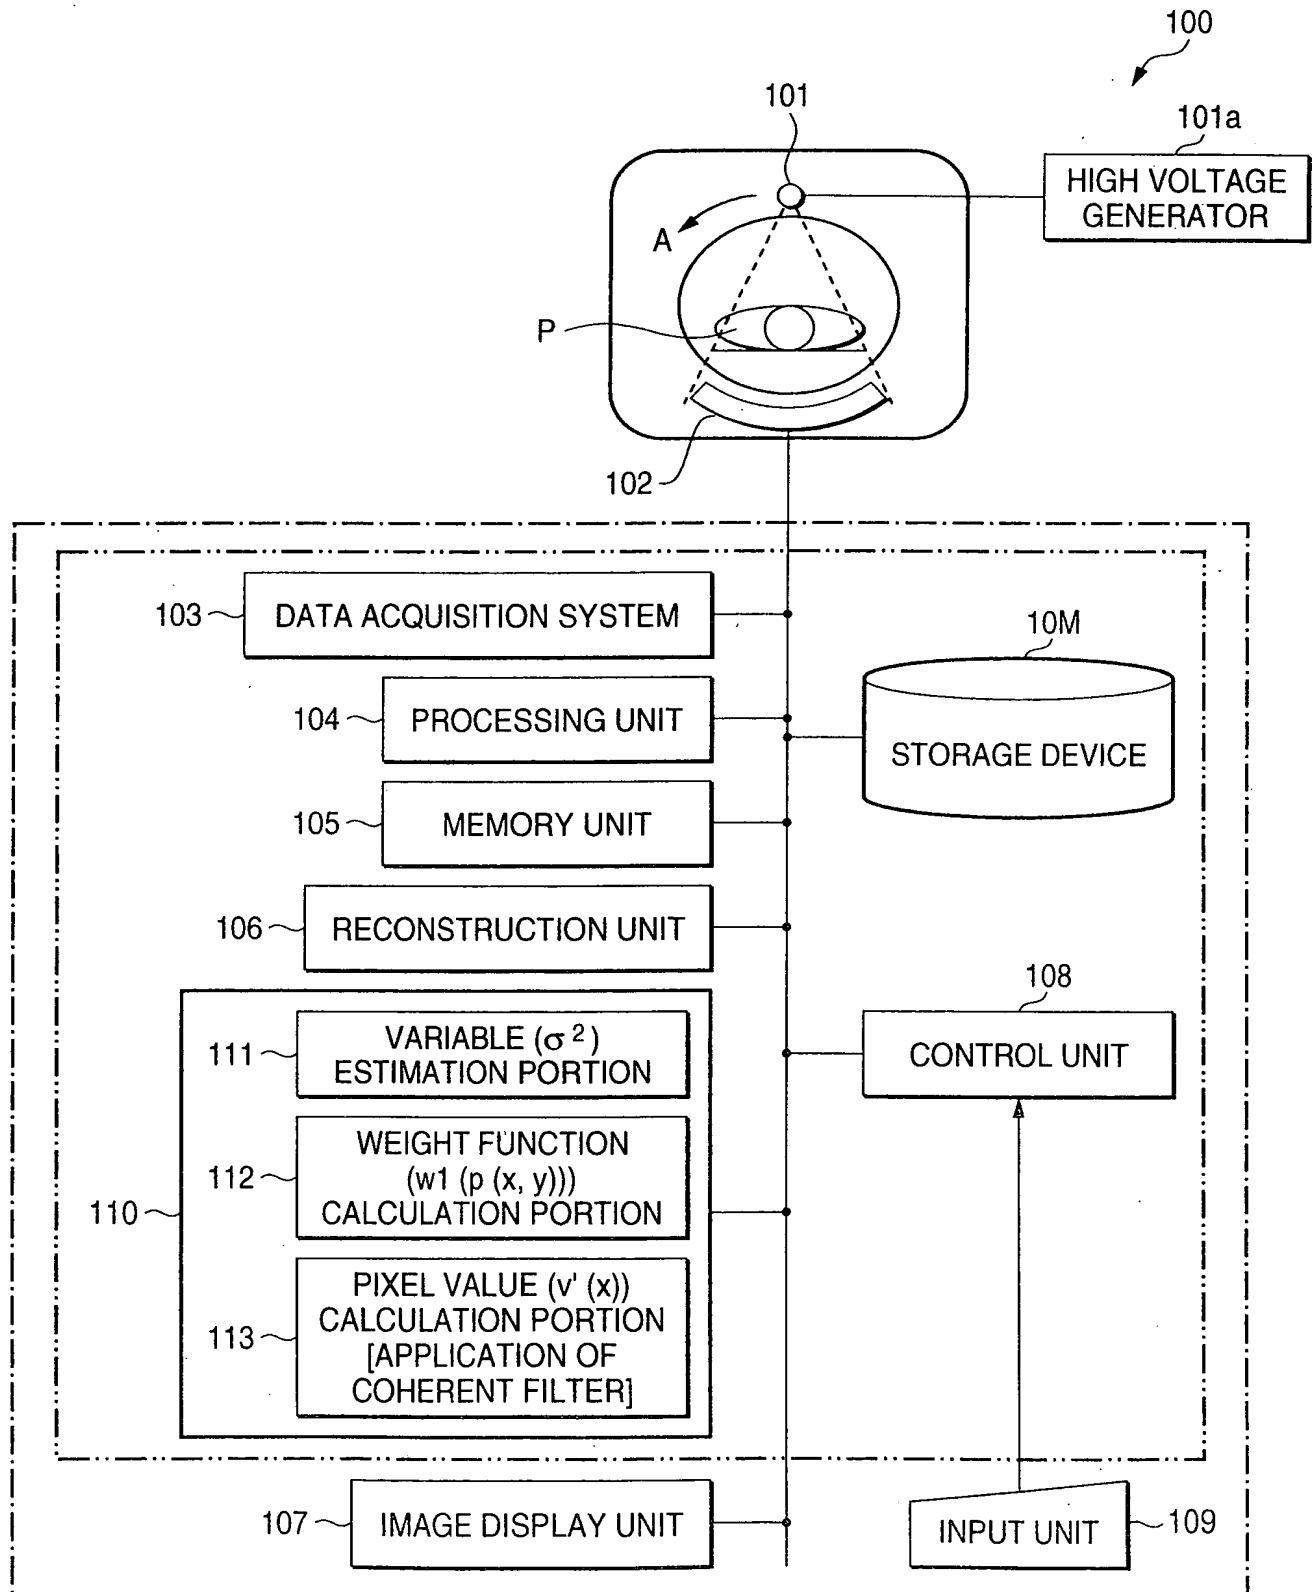 100
101
101a
HIGH VOLTAGE
GENERATOR
A
P
102
103
DATA ACQUISITION SYSTEM
10M
STORAGE DEVICE
104
PROCESSING UNIT
105
MEMORY UNIT
106
RECONSTRUCTION UNIT
108
CONTROL UNIT
110
111
VARIABLE (σ²)
ESTIMATION PORTION
112
WEIGHT FUNCTION
(w1 (p (x, y)))
CALCULATION PORTION
113
PIXEL VALUE (v' (x))
CALCULATION PORTION
[APPLICATION OF
COHERENT FILTER]
107
IMAGE DISPLAY UNIT
INPUT UNIT
109